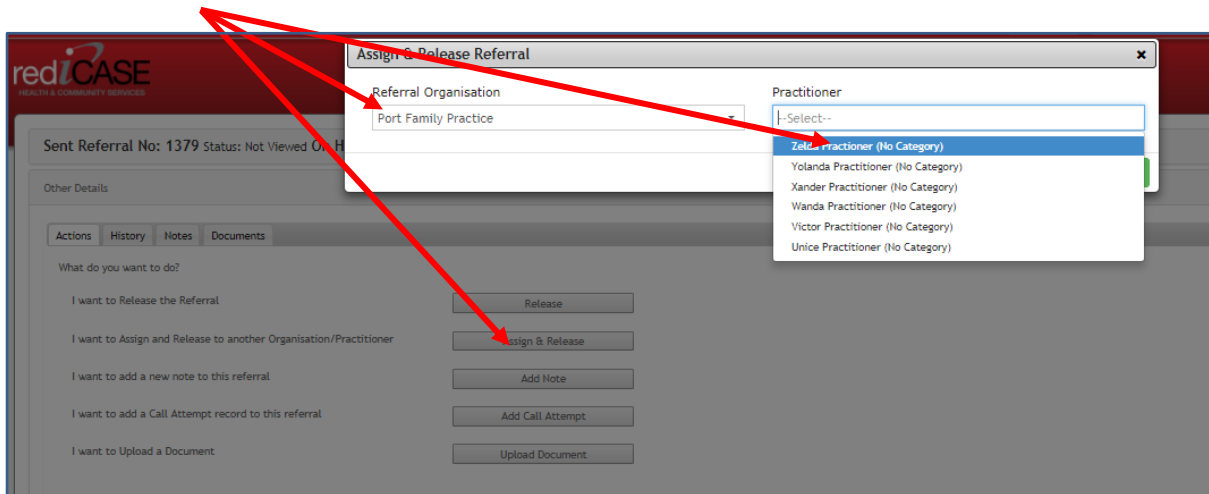 rediCASE
HEALTH & COMMUNITY SERVICES
Assign & Release Referral
x
Referral Organisation
Practitioner
Port Family Practice
--Select--
Zelda Practioner (No Category)
Yolanda Practitioner (No Category)
Xander Practitioner (No Category)
Wanda Practitioner (No Category)
Victor Practitioner (No Category)
Unice Practitioner (No Category)
Sent Referral No: 1379 Status: Not Viewed
Other Details
Actions History Notes Documents
What do you want to do?
I want to Release the Referral Release
I want to Assign and Release to another Organisation/Practitioner Assign & Release
I want to add a new note to this referral Add Note
I want to add a Call Attempt record to this referral Add Call Attempt
I want to Upload a Document Upload Document